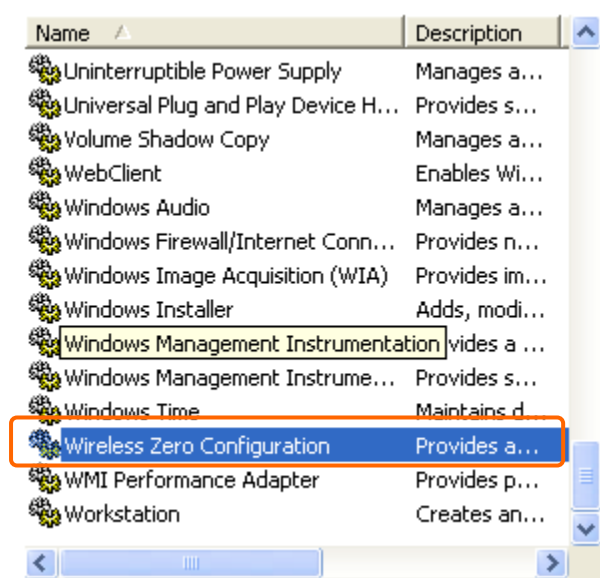 Name Description
Uninterruptible Power Supply Manages a...
Universal Plug and Play Device H... Provides s...
Volume Shadow Copy Manages a...
WebClient Enables Wi...
Windows Audio Manages a...
Windows Firewall/Internet Conn... Provides n...
Windows Image Acquisition (WIA) Provides im...
Windows Installer Adds, modi...
Windows Management Instrumentation vides a ...
Windows Management Instrume... Provides s...
Windows Time Maintains d...
Wireless Zero Configuration Provides a...
WMI Performance Adapter Provides p...
Workstation Creates an...